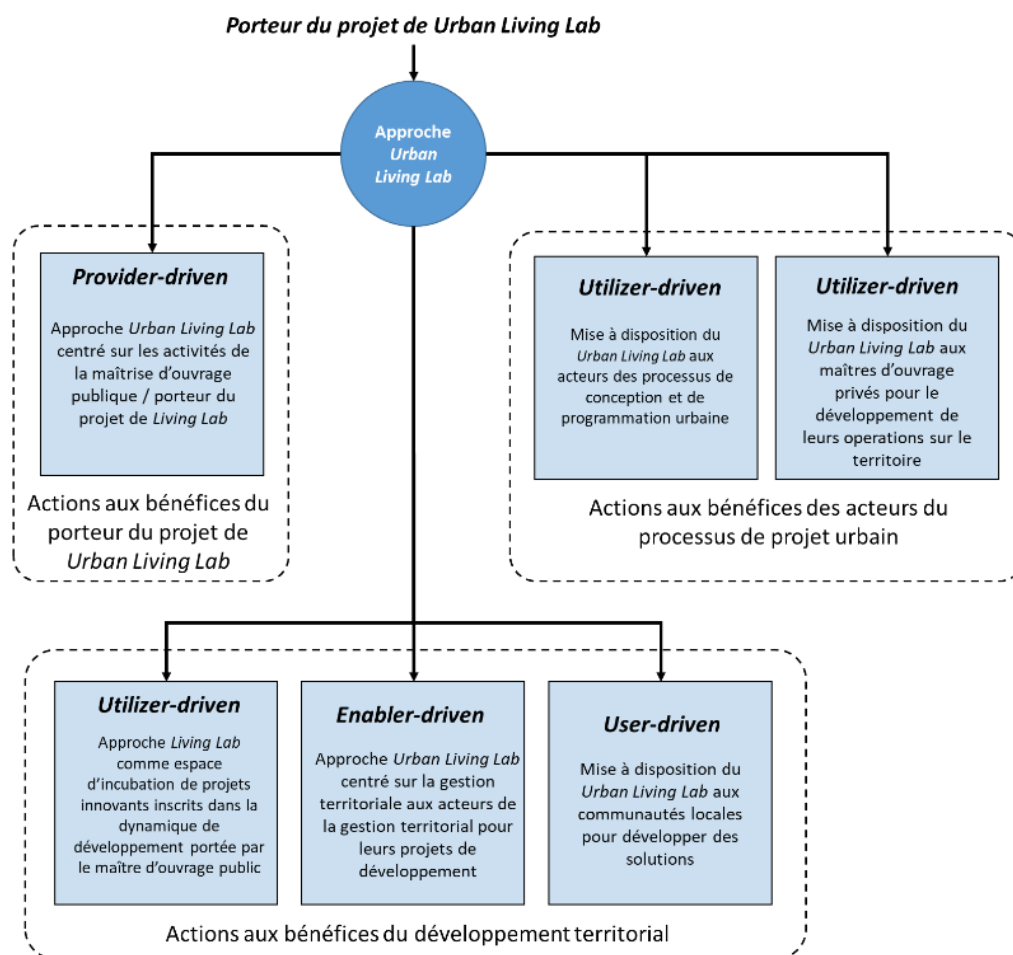 Porteur du projet de Urban Living Lab
Approche
Urban
Living Lab
Provider-driven
Approche Urban Living Lab
centré sur les activités de
la maîtrise d'ouvrage
publique / porteur du
projet de Living Lab
Actions aux bénéfices du
porteur du projet de
Urban Living Lab
Utilizer-driven
Mise à disposition du
Urban Living Lab aux
acteurs des processus de
conception et de
programmation urbaine
Utilizer-driven
Mise à disposition du
Urban Living Lab aux
maîtres d'ouvrage
privés pour le
développement de
leurs operations sur le
territoire
Actions aux bénéfices des acteurs du
processus de projet urbain
Utilizer-driven
Approche Living Lab
comme espace
d'incubation de projets
innovants inscrits dans la
dynamique de
développement portée par
le maître d'ouvrage public
Enabler-driven
Approche Urban Living Lab
centré sur la gestion
territoriale aux acteurs de
la gestion territorial pour
leurs projets de
développement
User-driven
Mise à disposition du
Urban Living Lab aux
communautés locales
pour développer des
solutions
Actions aux bénéfices du développement territorial